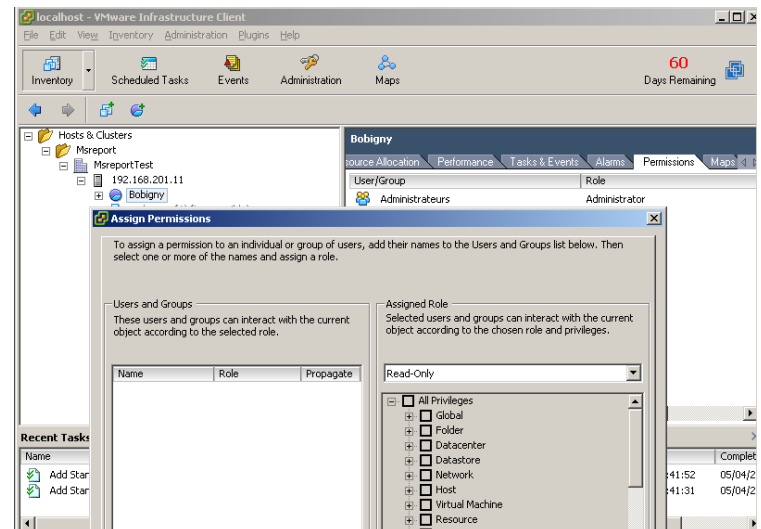 localhost - VMware Infrastructure Client
File Edit View Inventory Administration Plugins Help
60
Inventory Scheduled Tasks Events Administration Maps Days Remaining
Hosts & Clusters
Msreport
MsreportTest
192.168.201.11
Bobigny
Bobigny
source Allocation Performance Tasks & Events Alarms Permissions Maps
User/Group Role
Administrateurs Administrator
Assign Permissions
To assign a permission to an individual or group of users, add their names to the Users and Groups list below. Then
select one or more of the names and assign a role.
Users and Groups
These users and groups can interact with the current
object according to the selected role.
Name Role Propagate
Assigned Role
Selected users and groups can interact with the current
object according to the chosen role and privileges.
Read-Only
All Privileges
Global
Folder
Datacenter
Datastore
Network
Host
Virtual Machine
Resource
Recent Tasks
Name Complet
Add Star :41:52 05/04/2
Add Star :41:31 05/04/2